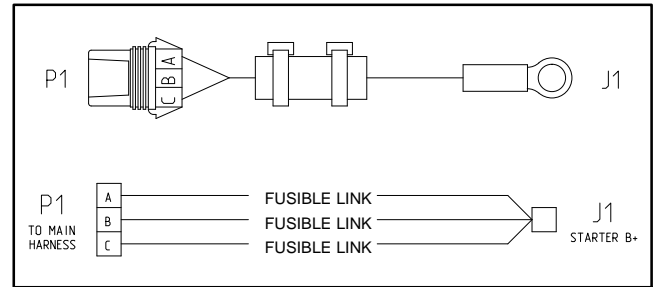 P1
A
B
C
J1
P1
TO MAIN
HARNESS
A
B
C
FUSIBLE LINK
FUSIBLE LINK
FUSIBLE LINK
J1
STARTER B+